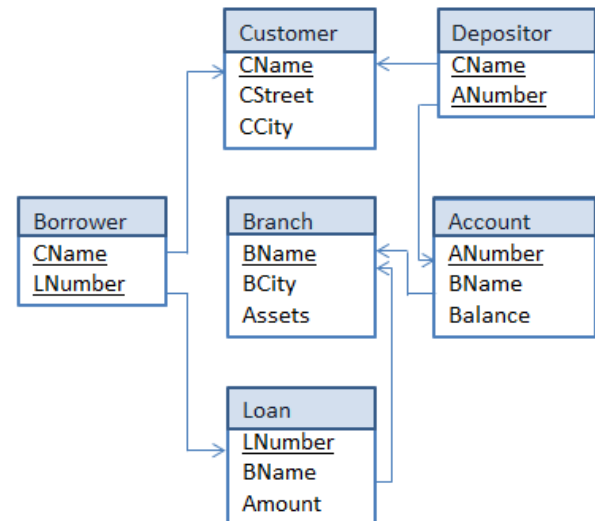 Customer
CName
CStreet
CCity
Depositor
CName
ANumber
Borrower
CName
LNumber
Branch
BName
BCity
Assets
Account
ANumber
BName
Balance
Loan
LNumber
BName
Amount